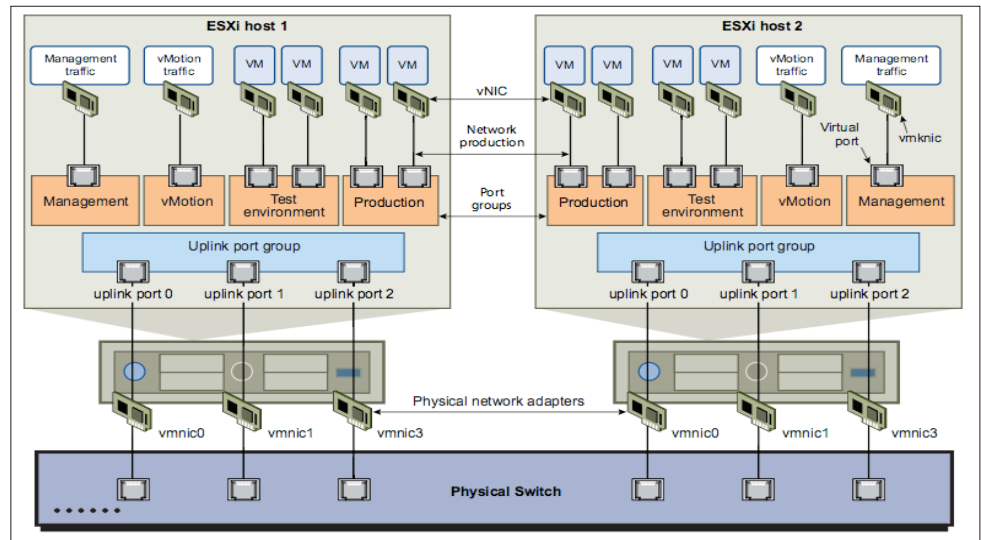 ESXi host 1
Management
traffic
vMotion
traffic
VM
VM
VM
VM
vNIC
Network
production
Port
groups
Management
vMotion
Test
environment
Production
Uplink port group
uplink port 0
uplink port 1
uplink port 2
ESXi host 2
VM
VM
VM
VM
vMotion
traffic
Management
traffic
Virtual
port
vmknic
Production
Test
environment
vMotion
Management
Uplink port group
uplink port 0
uplink port 1
uplink port 2
Physical network adapters
vmnic0
vmnic1
vmnic3
vmnic0
vmnic1
vmnic3
Physical Switch